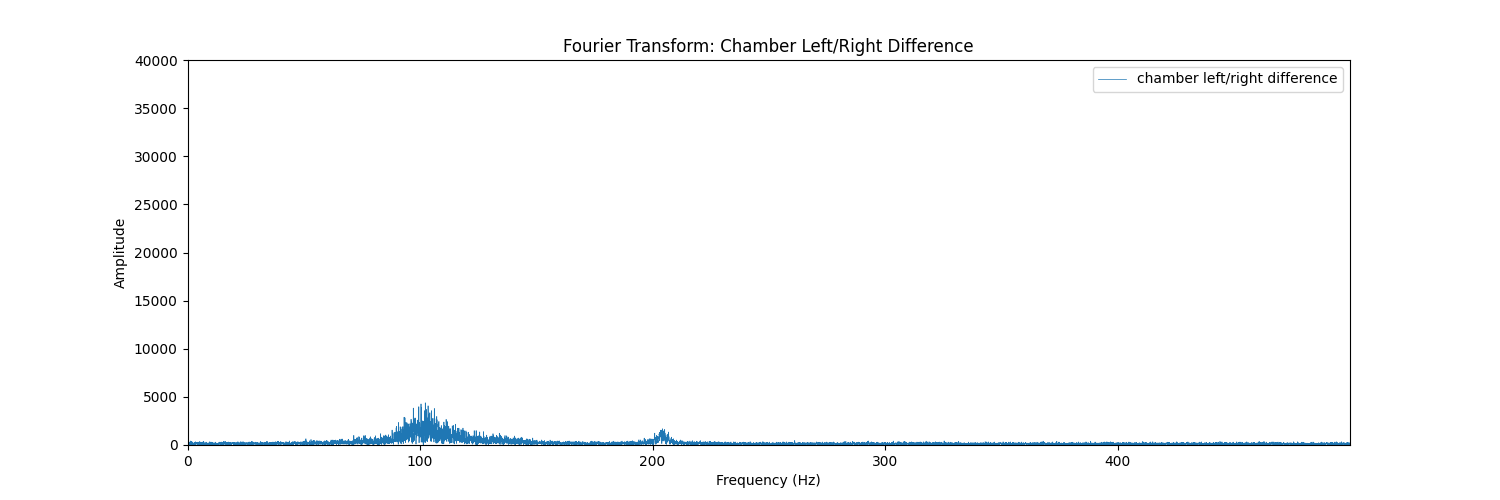 Fourier Transform: Chamber Left/Right Difference
chamber left/right difference
40000
35000
30000
25000
20000
15000
10000
5000
0
Amplitude
0 100 200 300 400
Frequency (Hz)